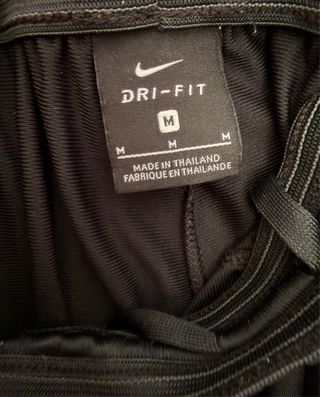 DRI-FIT
M
M M M
MADE IN THAILAND
FABRIQUE EN THAILANDE